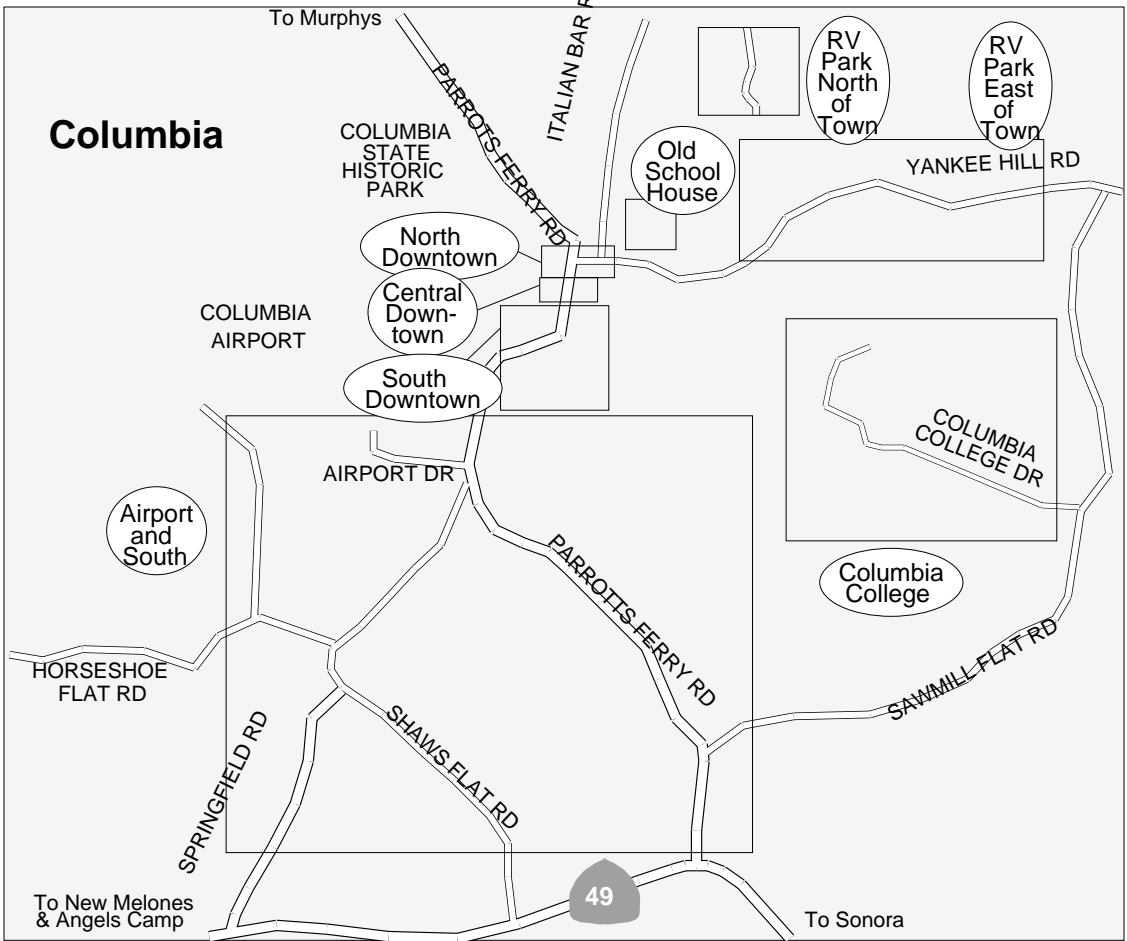 To Murphys
ITALIAN BAR
PARROTS FERRY RD
Columbia
COLUMBIA
STATE
HISTORIC
PARK
RV
Park
North
of
Town
RV
Park
East
of
Town
Old
School
House
YANKEE HILL RD
North
Downtown
Central
Down-
town
South
Downtown
COLUMBIA
AIRPORT
COLUMBIA
COLLEGE DR
AIRPORT DR
Airport
and
South
PARROTTS FERRY RD
Columbia
College
HORSESHOE
FLAT RD
SAWMILL FLAT RD
SPRINGFIELD RD
SHAWS FLAT RD
To New Melones
& Angels Camp
49
To Sonora